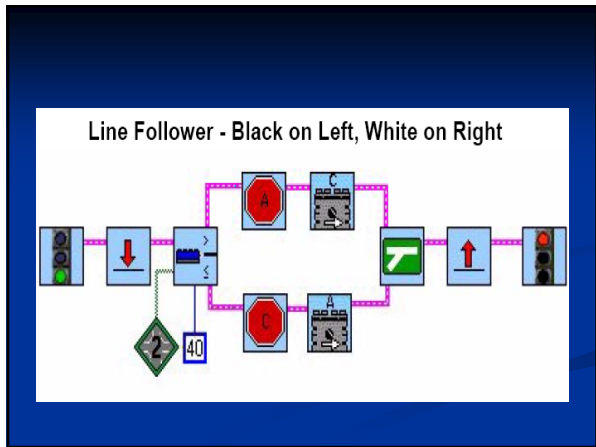 Line Follower - Black on Left, White on Right
A
C
>
≤
C
A
2
40